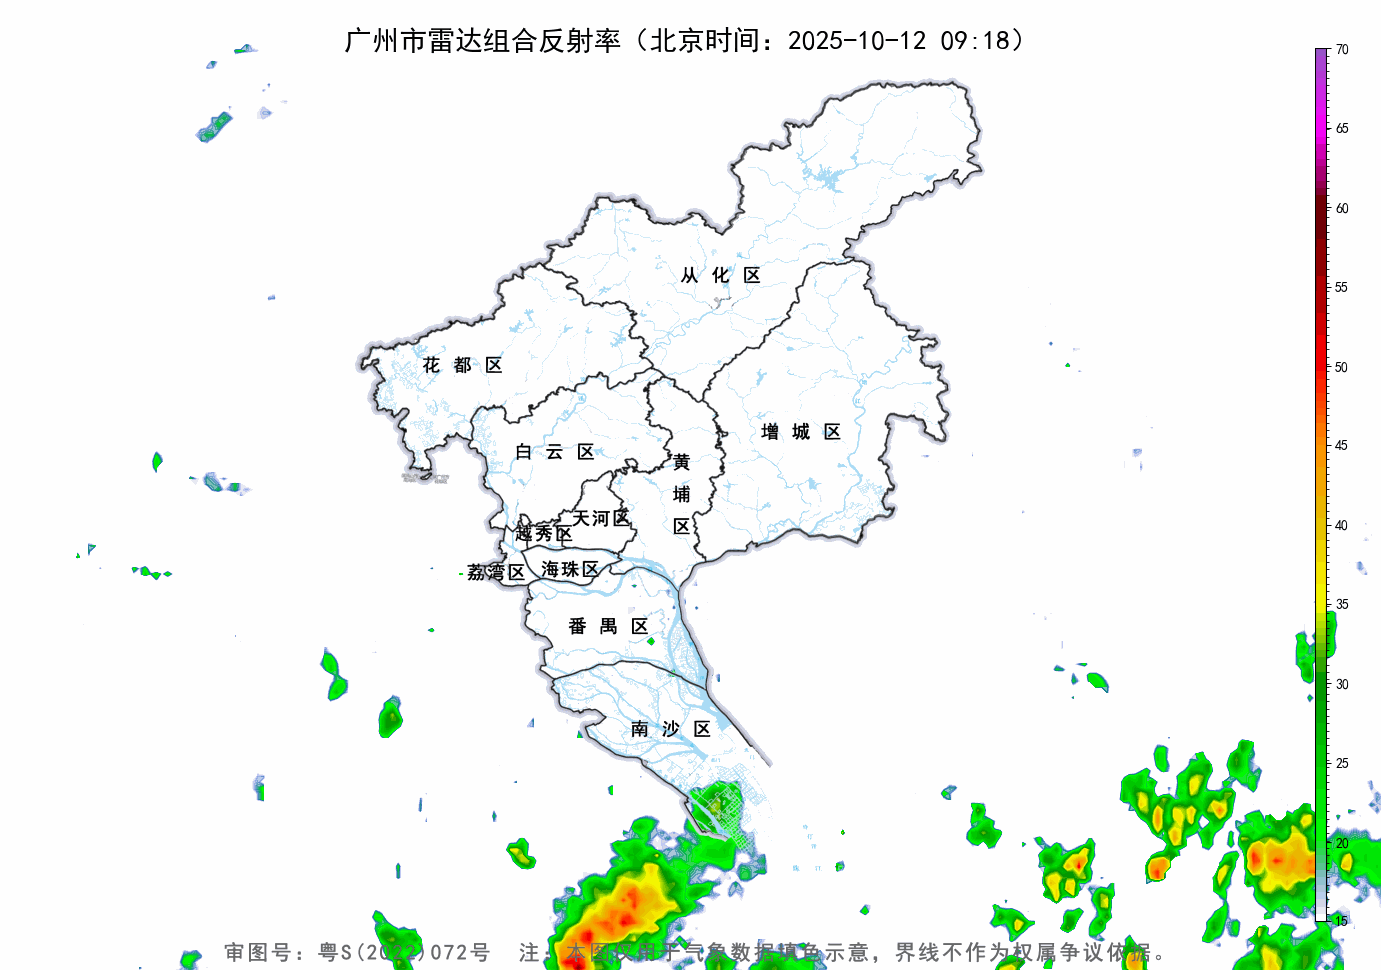 广州市雷达组合反射率（北京时间：2025-10-12 09:18）
70
65
60
55
50
45
40
35
30
25
20
15
从化区
花都区
增城区
白云区
黄埔区
天河区
越秀区
荔湾区
海珠区
番禺区
南沙区
审图号：粤S(2022)072号 注：本图仅用于气象数据填色示意，界线不作为权属争议依据。